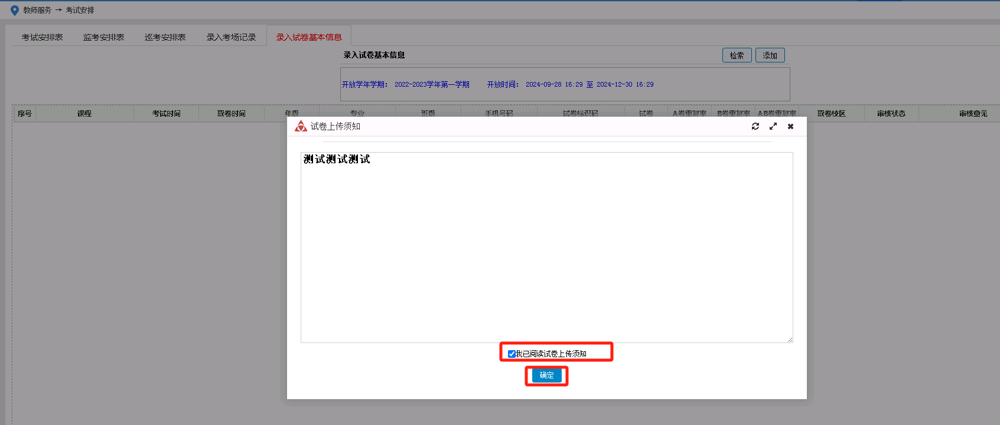 教师服务 → 考试安排
考试安排表 监考安排表 巡考安排表 录入考场记录 录入试卷基本信息
录入试卷基本信息 检索 添加
开放学年学期： 2022-2023学年第一学期 开放时间： 2024-09-28 16:29 至 2024-12-30 16:29
序号 课程 考试时间 取卷时间 年级 专业 班级 手机号码 试卷标识码 试卷 A卷重复率 B卷重复率 AB卷重复率 取卷校区 审核状态 审核意见
试卷上传须知
测试测试测试
我已阅读试卷上传须知
确定